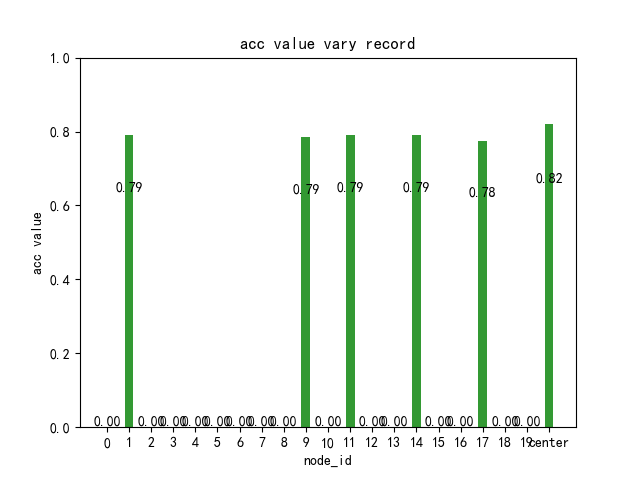 acc value vary record
1.0
0.8
0.6
0.4
0.2
0.0
acc value
0.79 0.79 0.79 0.79 0.78 0.82
0.00 0.00 0.00 0.00 0.00 0.00 0.00 0.00 0.00 0.00 0.00 0.00 0.00 0.00 0.00
0 1 2 3 4 5 6 7 8 9 10 11 12 13 14 15 16 17 18 19 center
node_id